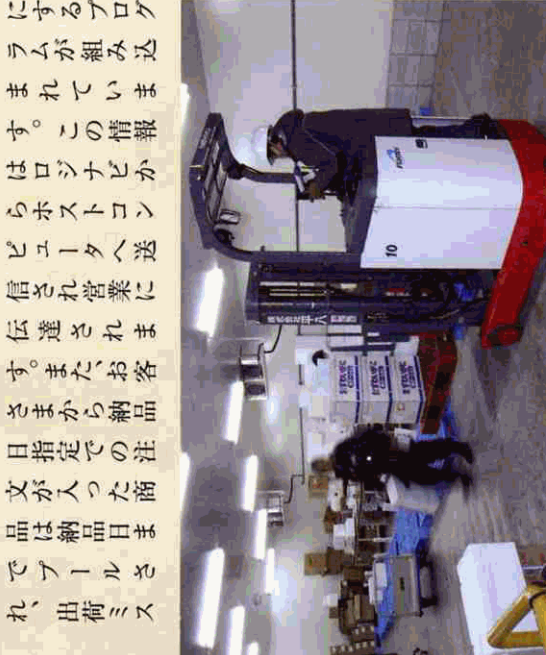 にするプログ
ラムが組み込
まれていま
す。この情報
はロジナビか
らホストコン
ピュータへ送
信され営業に
伝達されま
す。また、お客
さまから納品
日指定での注
文が入った商
品は納品日ま
でプールさ
れ、出荷ミス
10